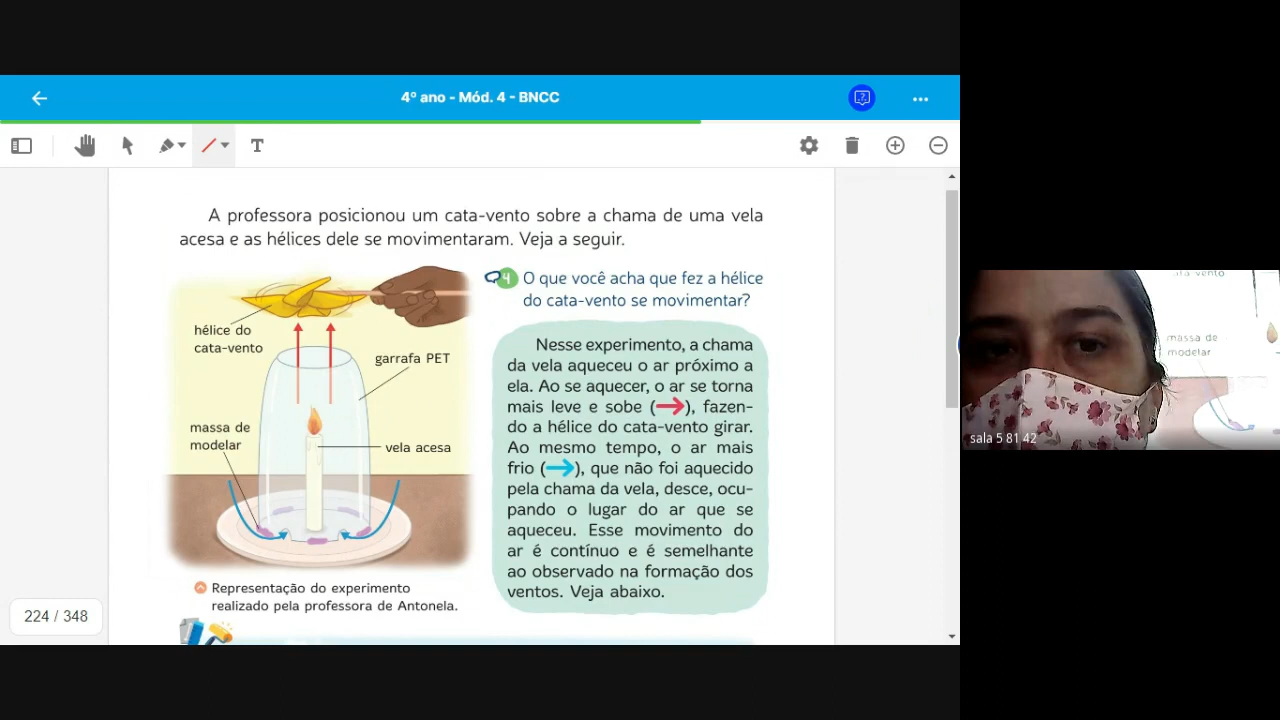 4º ano - Mód. 4 - BNCC
T
A professora posicionou um cata-vento sobre a chama de uma vela
acesa e as hélices dele se movimentaram. Veja a seguir.
4 O que você acha que fez a hélice
do cata-vento se movimentar?
hélice do
cata-vento
garrafa PET
massa de
modelar
vela acesa
Nesse experimento, a chama
da vela aqueceu o ar próximo a
ela. Ao se aquecer, o ar se torna
mais leve e sobe (→), fazen-
do a hélice do cata-vento girar.
Ao mesmo tempo, o ar mais
frio (→), que não foi aquecido
pela chama da vela, desce, ocu-
pando o lugar do ar que se
aqueceu. Esse movimento do
ar é contínuo e é semelhante
ao observado na formação dos
ventos. Veja abaixo.
Representação do experimento
realizado pela professora de Antonela.
224 / 348
massa de
modelar
sala 5 81 42